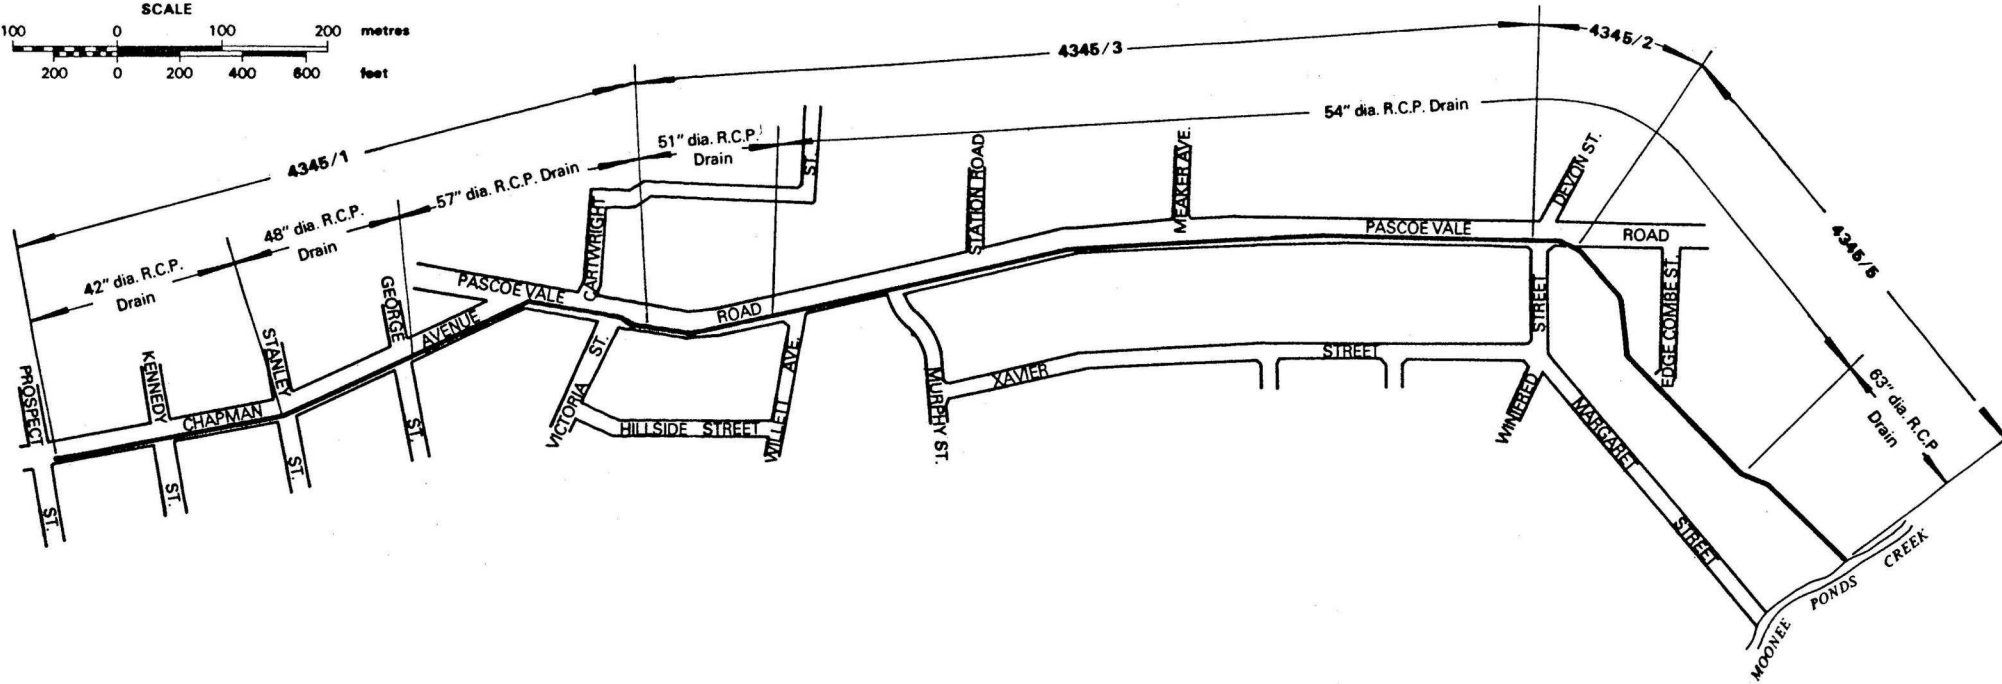 SCALE
100 0 100 200 metres
200 0 200 400 600 feet
4345/1
4345/3
4345/2
4345/5
42" dia. R.C.P.
Drain
48" dia. R.C.P.
Drain
57" dia. R.C.P. Drain
51" dia. R.C.P.
Drain
54" dia. R.C.P. Drain
63" dia. R.C.P
Drain
PROSPECT
ST.
KENNEDY
ST.
STANLEY
ST.
GEORGE
ST.
CHAPMAN
AVENUE
PASCOE VALE
ROAD
CARTWRIGHT
ST.
VICTORIA
ST.
HILLSIDE STREET
WILLETT
AVE.
STATION ROAD
MURPHY ST.
XAVIER
STREET
MEAKER AVE.
PASCOE VALE
ROAD
DEVON ST.
EDGE COMBE ST.
WINIFRED
STREET
MARGARET
STREET
MOONEE
PONDS
CREEK